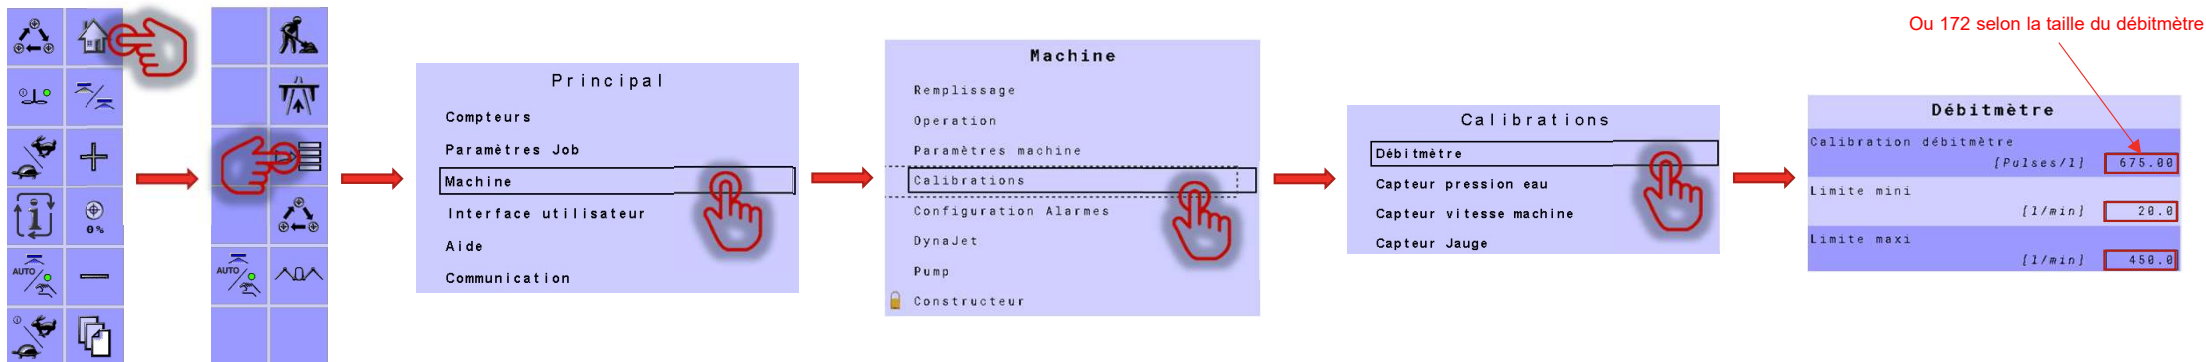 Ou 172 selon la taille du débitmètre
0%
AUTO
AUTO
Principal
Compteurs
Paramètres Job
Machine
Interface utilisateur
Aide
Communication
Machine
Remplissage
Operation
Paramètres machine
Calibrations
Configuration Alarmes
DynaJet
Pump
Constructeur
Calibrations
Débitmètre
Capteur pression eau
Capteur vitesse machine
Capteur Jauge
Débitmètre
Calibration débitmètre
[Pulses/l] 675.00
Limite mini
[l/min] 20.0
Limite maxi
[l/min] 450.0